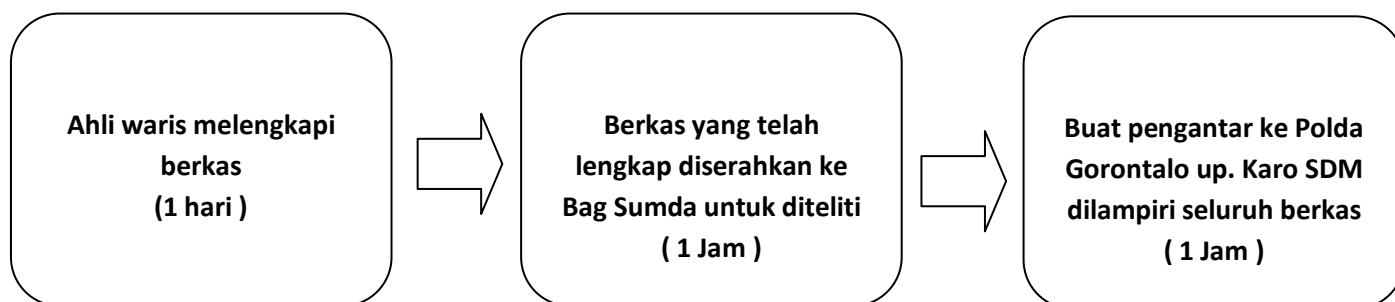 Ahli waris melengkapi
berkas
(1 hari )
Berkas yang telah
lengkap diserahkan ke
Bag Sumda untuk diteliti
( 1 Jam )
Buat pengantar ke Polda
Gorontalo up. Karo SDM
dilampiri seluruh berkas
( 1 Jam )